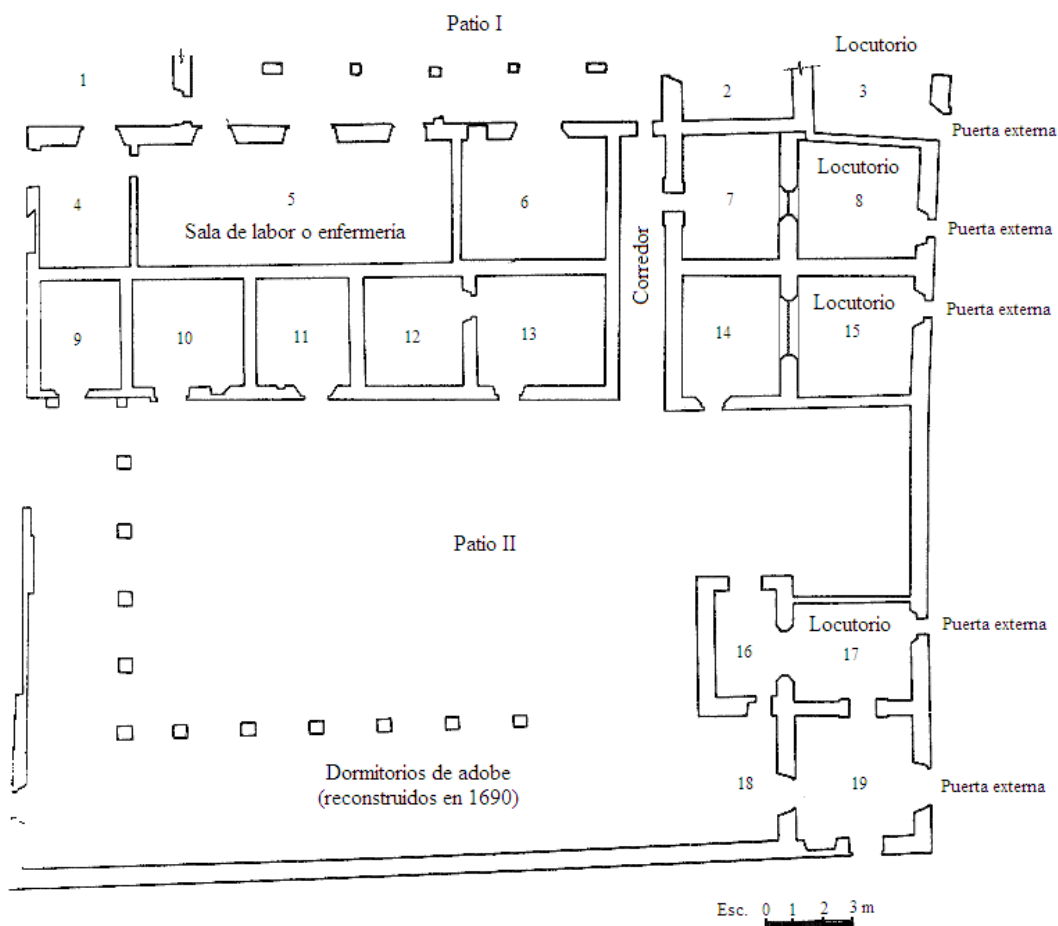 Patio I
Locutorio
1
2
3
Puerta externa
Locutorio
4
5
6
7
8
Sala de labor o enfermería
Puerta externa
Corredor
Locutorio
Puerta externa
9
10
11
12
13
14
15
Patio II
Locutorio
Puerta externa
16
17
Dormitorios de adobe
(reconstruidos en 1690)
18
19
Puerta externa
Esc. 0 1 2 3 m